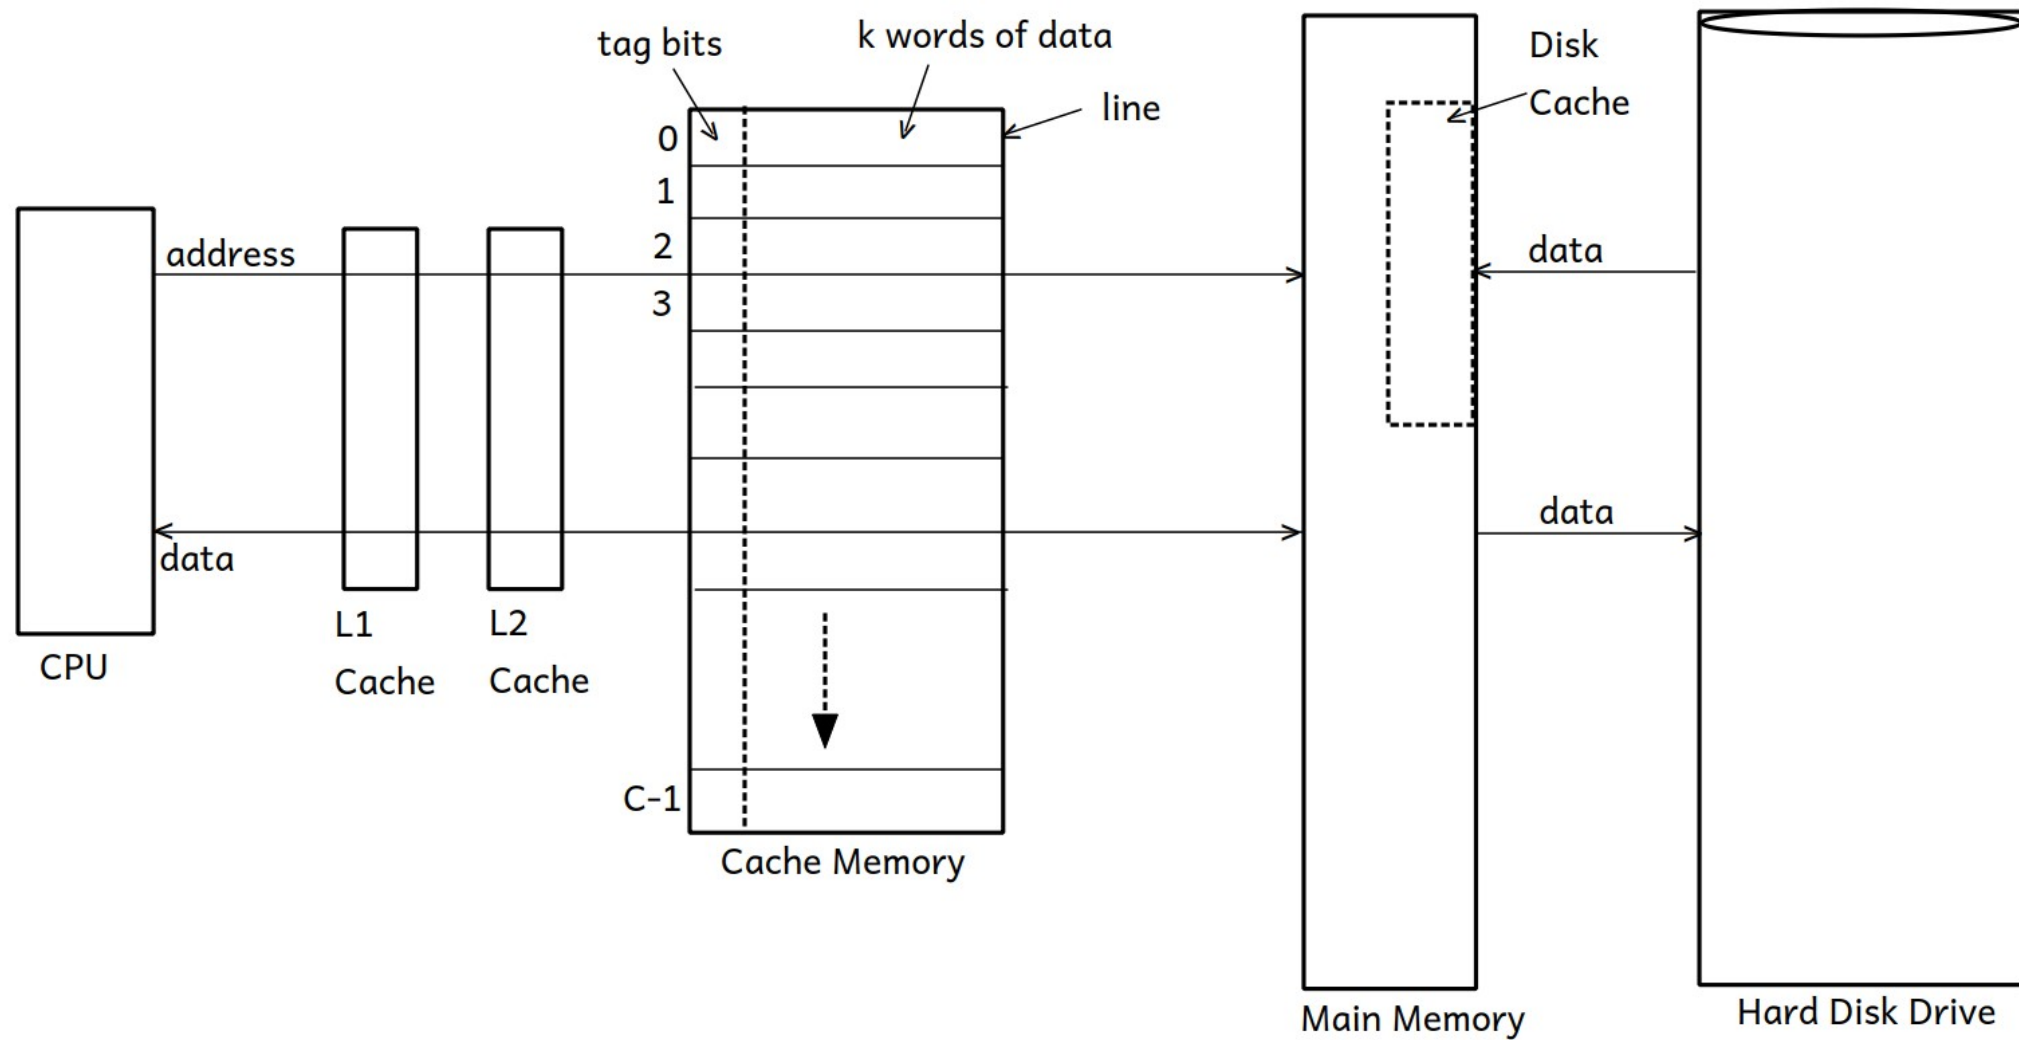 tag bits
k words of data
line
Disk
Cache
0
1
2
3
C-1
address
data
data
data
L1
Cache
L2
Cache
CPU
Cache Memory
Main Memory
Hard Disk Drive